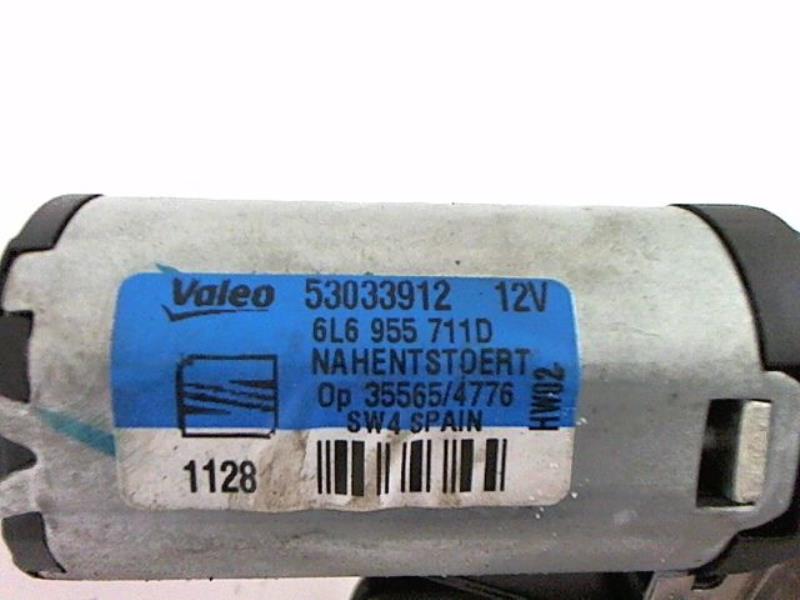 Valeo 53033912 12V
6L6 955 711D
NAHENTSTOERT
Op 35565/4776
SW4 SPAIN
HW02
1128